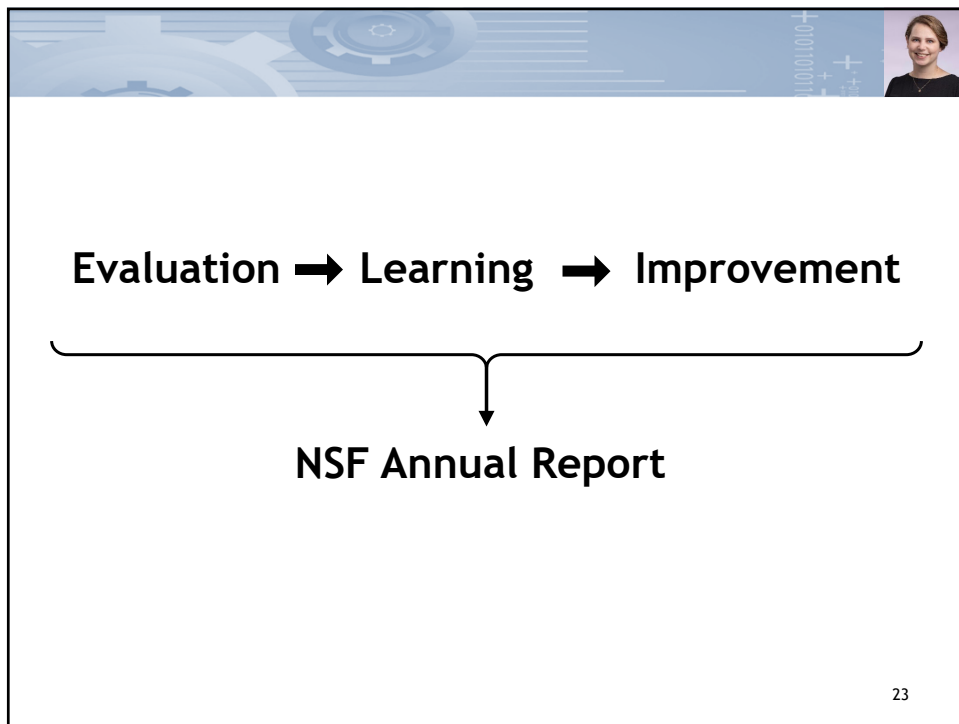 Evaluation → Learning → Improvement
NSF Annual Report
23